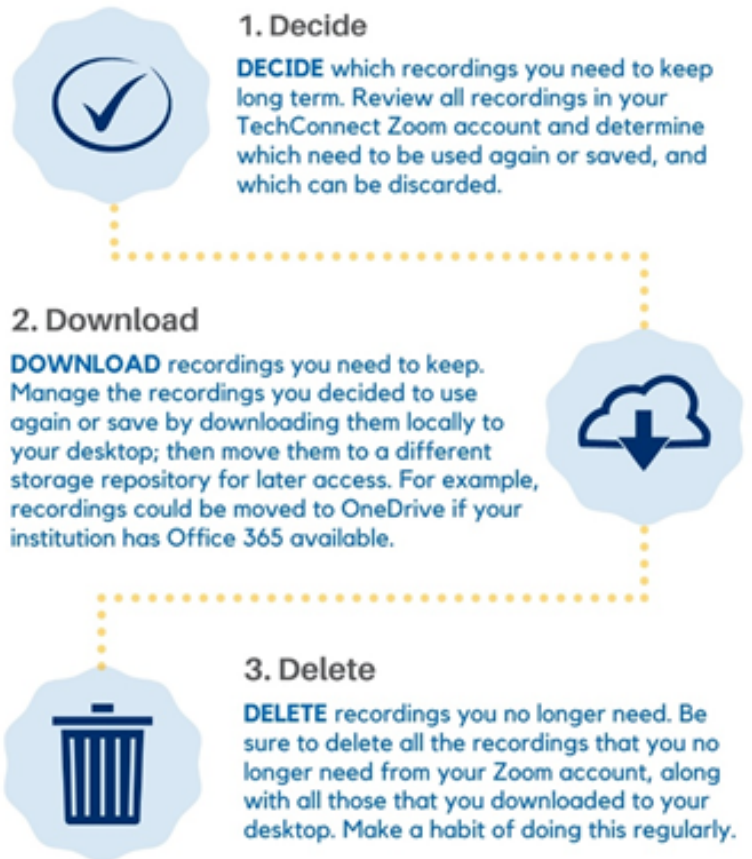 1. Decide
DECIDE which recordings you need to keep
long term. Review all recordings in your
TechConnect Zoom account and determine
which need to be used again or saved, and
which can be discarded.
2. Download
DOWNLOAD recordings you need to keep.
Manage the recordings you decided to use
again or save by downloading them locally to
your desktop; then move them to a different
storage repository for later access. For example,
recordings could be moved to OneDrive if your
institution has Office 365 available.
3. Delete
DELETE recordings you no longer need. Be
sure to delete all the recordings that you no
longer need from your Zoom account, along
with all those that you downloaded to your
desktop. Make a habit of doing this regularly.